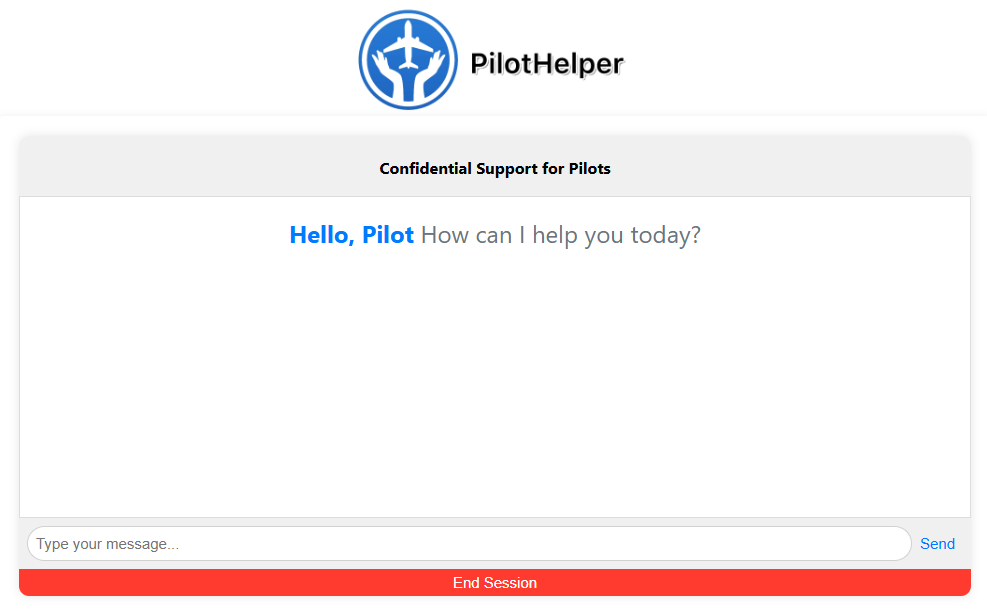 PilotHelper
Confidential Support for Pilots
Hello, Pilot How can I help you today?
Type your message...
Send
End Session